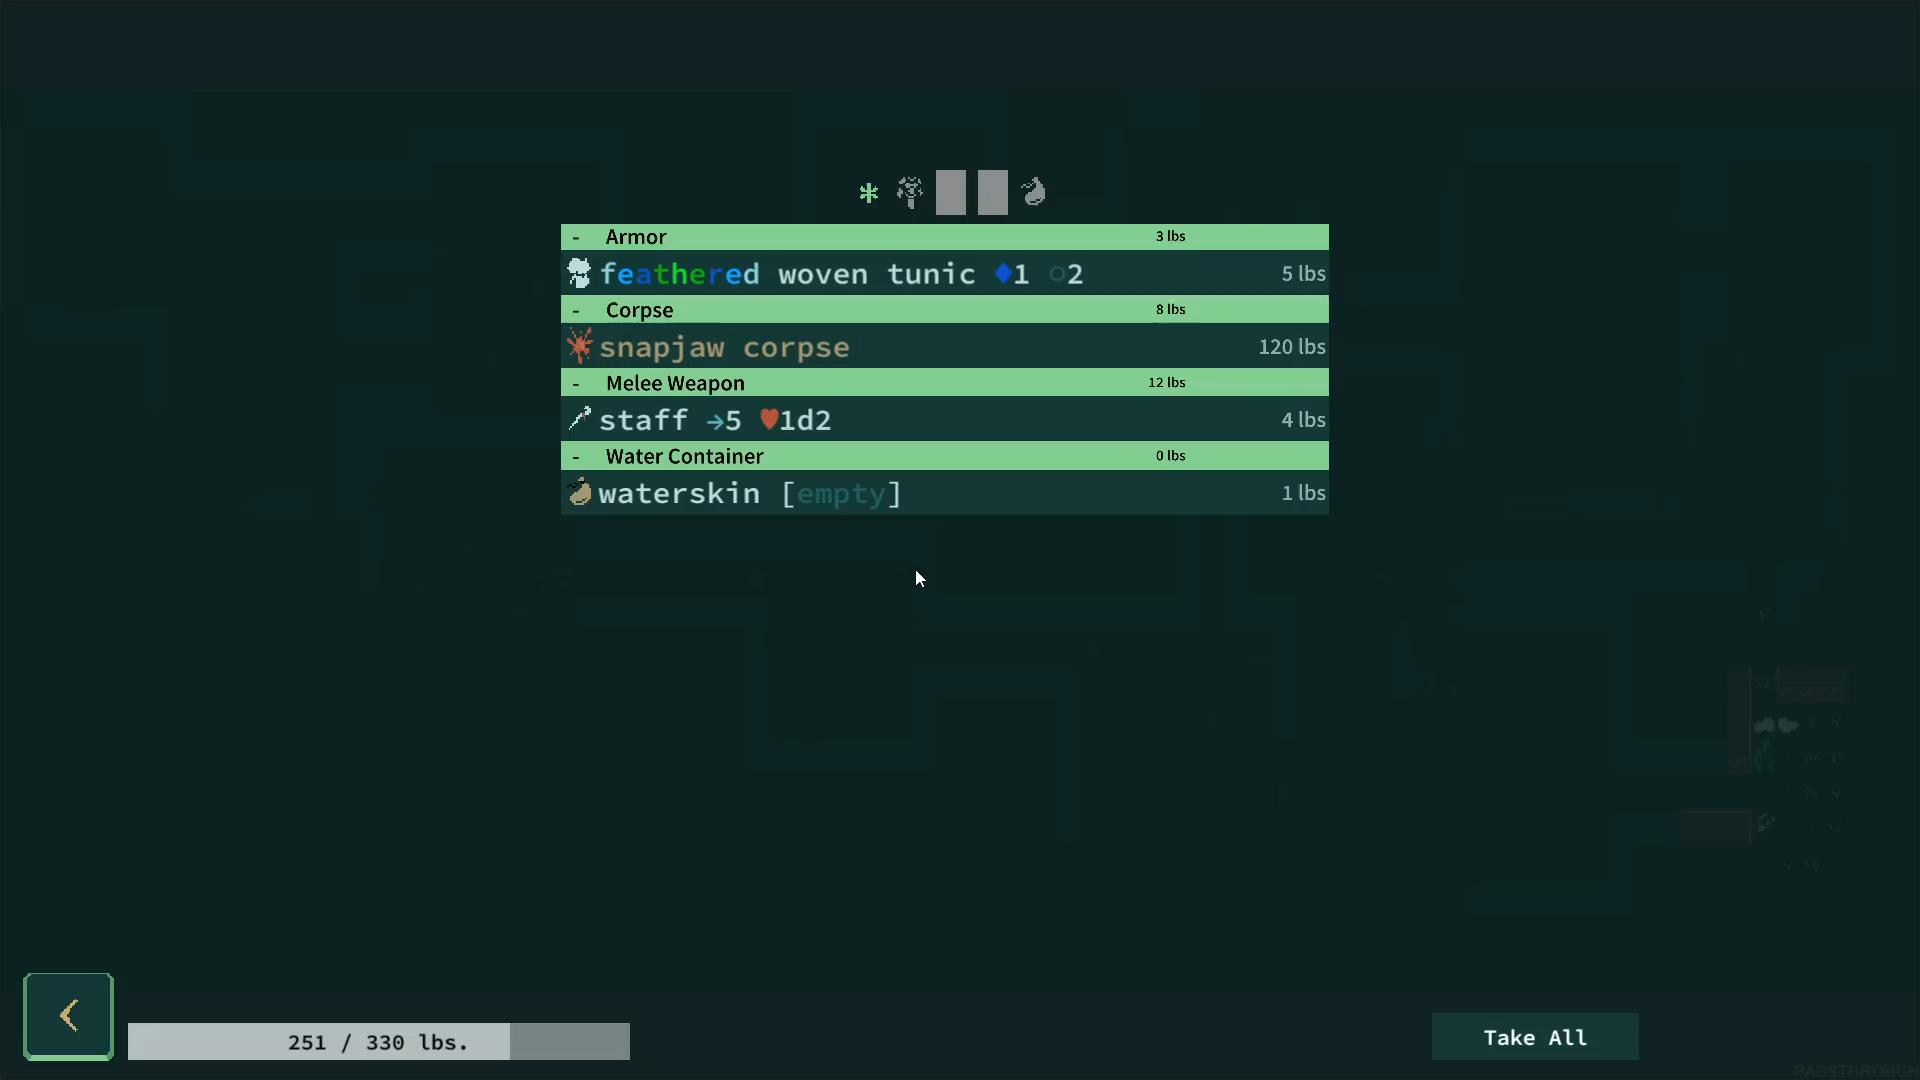 - Armor 3 lbs
feathered woven tunic ♦1 ○2 5 lbs
- Corpse 8 lbs
snapjaw corpse 120 lbs
- Melee Weapon 12 lbs
staff →5 ♥1d2 4 lbs
- Water Container 0 lbs
waterskin [empty] 1 lbs
251 / 330 lbs.
Take All
PASSTHROUGH